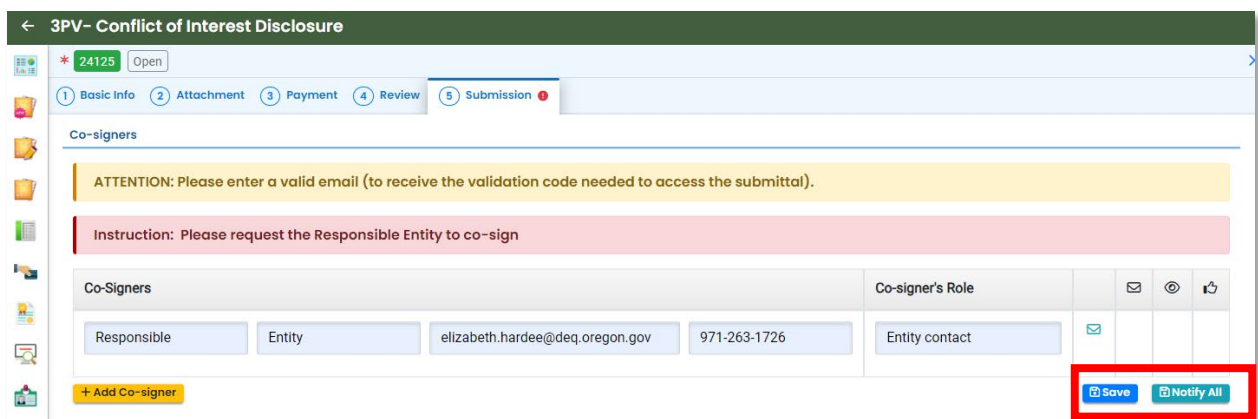 3PV- Conflict of Interest Disclosure
* 24125 Open
1 Basic Info 2 Attachment 3 Payment 4 Review 5 Submission
Co-signers
ATTENTION: Please enter a valid email (to receive the validation code needed to access the submittal).
Instruction: Please request the Responsible Entity to co-sign
Co-Signers Co-signer's Role
Responsible Entity elizabeth.hardee@deq.oregon.gov 971-263-1726 Entity contact
+ Add Co-signer Save Notify All